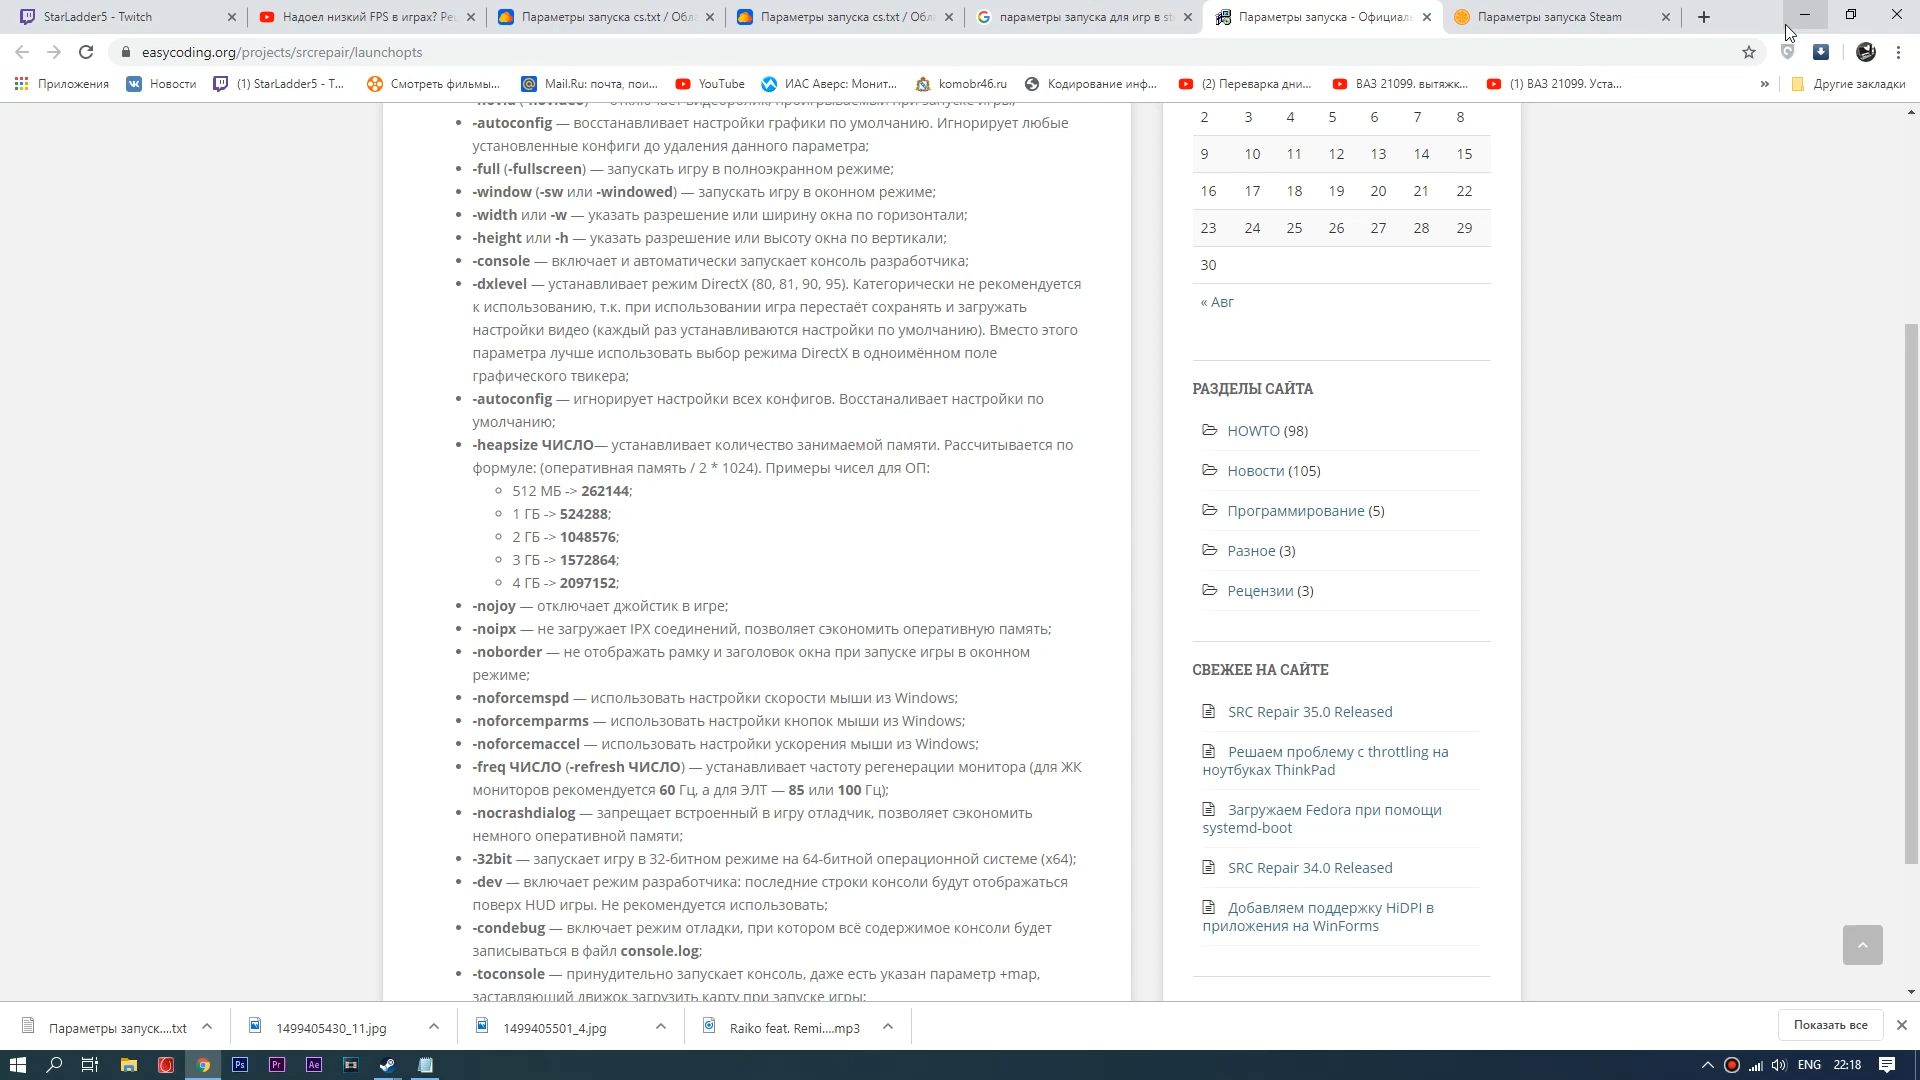 StarLadder5 - Twitch
Надоел низкий FPS в играх? Ре
Параметры запуска cs.txt / Обл
Параметры запуска cs.txt / Обл
параметры запуска для игр в st
Параметры запуска - Официал
Параметры запуска Steam
easycoding.org/projects/srcrepair/launchopts
Приложения
Новости
(1) StarLadder5 - T...
Смотреть фильмы...
Mail.Ru: почта, пои...
YouTube
ИАС Аверс: Монит...
komobr46.ru
Кодирование инф...
(2) Переварка дни...
ВАЗ 21099. вытяжк...
(1) ВАЗ 21099. Уста...
»
Другие закладки
-autoconfig — восстанавливает настройки графики по умолчанию. Игнорирует любые
установленные конфиги до удаления данного параметра;
-full (-fullscreen) — запускать игру в полноэкранном режиме;
-window (-sw или -windowed) — запускать игру в оконном режиме;
-width или -w — указать разрешение или ширину окна по горизонтали;
-height или -h — указать разрешение или высоту окна по вертикали;
-console — включает и автоматически запускает консоль разработчика;
-dxlevel — устанавливает режим DirectX (80, 81, 90, 95). Категорически не рекомендуется
к использованию, т.к. при использовании игра перестаёт сохранять и загружать
настройки видео (каждый раз устанавливаются настройки по умолчанию). Вместо этого
параметра лучше использовать выбор режима DirectX в одноимённом поле
графического твикера;
-autoconfig — игнорирует настройки всех конфигов. Восстаналивает настройки по
умолчанию;
-heapsize ЧИСЛО— устанавливает количество занимаемой памяти. Рассчитывается по
формуле: (оперативная память / 2 * 1024). Примеры чисел для ОП:
512 МБ -> 262144;
1 ГБ -> 524288;
2 ГБ -> 1048576;
3 ГБ -> 1572864;
4 ГБ -> 2097152;
-nojoy — отключает джойстик в игре;
-noipx — не загружает IPX соединений, позволяет сэкономить оперативную память;
-noborder — не отображать рамку и заголовок окна при запуске игры в оконном
режиме;
-noforcemspd — использовать настройки скорости мыши из Windows;
-noforcemparms — использовать настройки кнопок мыши из Windows;
-noforcemaccel — использовать настройки ускорения мыши из Windows;
-freq ЧИСЛО (-refresh ЧИСЛО) — устанавливает частоту регенерации монитора (для ЖК
мониторов рекомендуется 60 Гц, а для ЭЛТ — 85 или 100 Гц);
-nocrashdialog — запрещает встроенный в игру отладчик, позволяет сэкономить
немного оперативной памяти;
-32bit — запускает игру в 32-битном режиме на 64-битной операционной системе (x64);
-dev — включает режим разработчика: последние строки консоли будут отображаться
поверх HUD игры. Не рекомендуется использовать;
-condebug — включает режим отладки, при котором всё содержимое консоли будет
записываться в файл console.log;
-toconsole — принудительно запускает консоль, даже есть указан параметр +map,
заставляющий движок загрузить карту при запуске игры;
2 3 4 5 6 7 8
9 10 11 12 13 14 15
16 17 18 19 20 21 22
23 24 25 26 27 28 29
30
« Авг
РАЗДЕЛЫ САЙТА
HOWTO (98)
Новости (105)
Программирование (5)
Разное (3)
Рецензии (3)
СВЕЖЕЕ НА САЙТЕ
SRC Repair 35.0 Released
Решаем проблему с throttling на
ноутбуках ThinkPad
Загружаем Fedora при помощи
systemd-boot
SRC Repair 34.0 Released
Добавляем поддержку HiDPI в
приложения на WinForms
Параметры запуск....txt
1499405430_11.jpg
1499405501_4.jpg
Raiko feat. Remi....mp3
Показать все
Ps
Pr
Ae
ENG
22:18